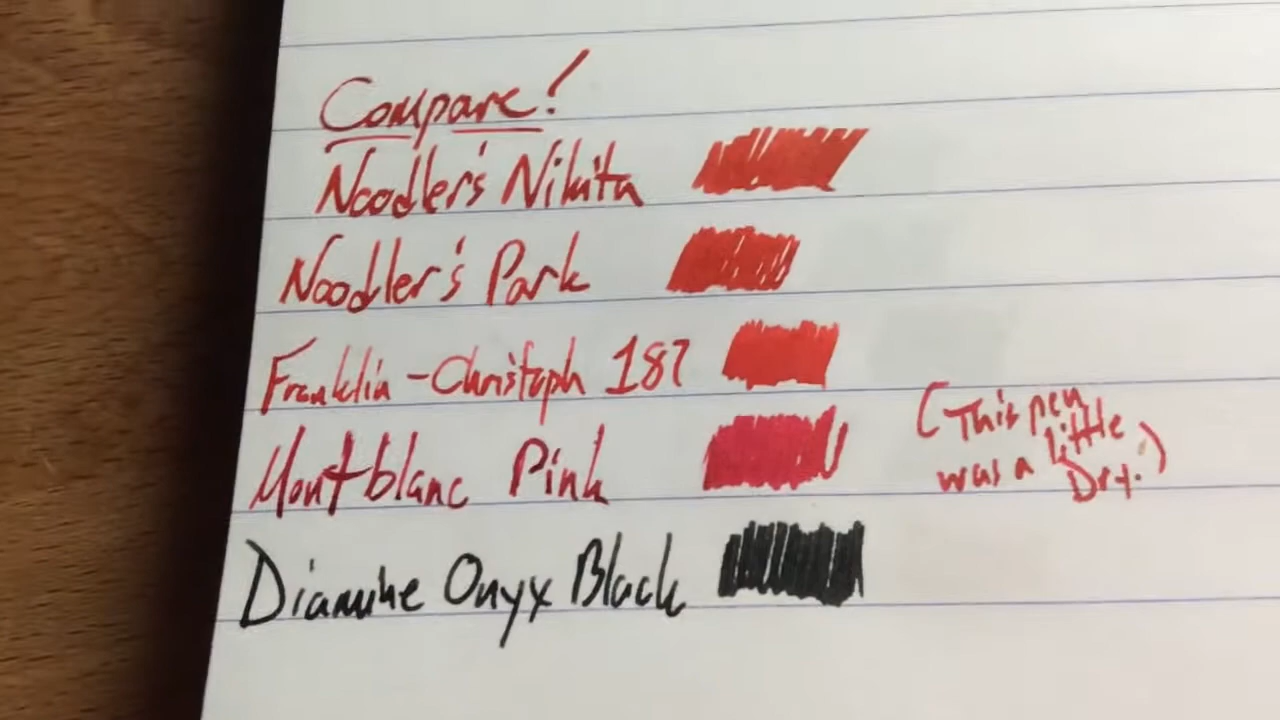 Compare!
Noodler's Nikita
Noodler's Park
Franklin-Christoph 187
Montblanc Pink
(This pen
was a little
Dry.)
Diamine Onyx Black